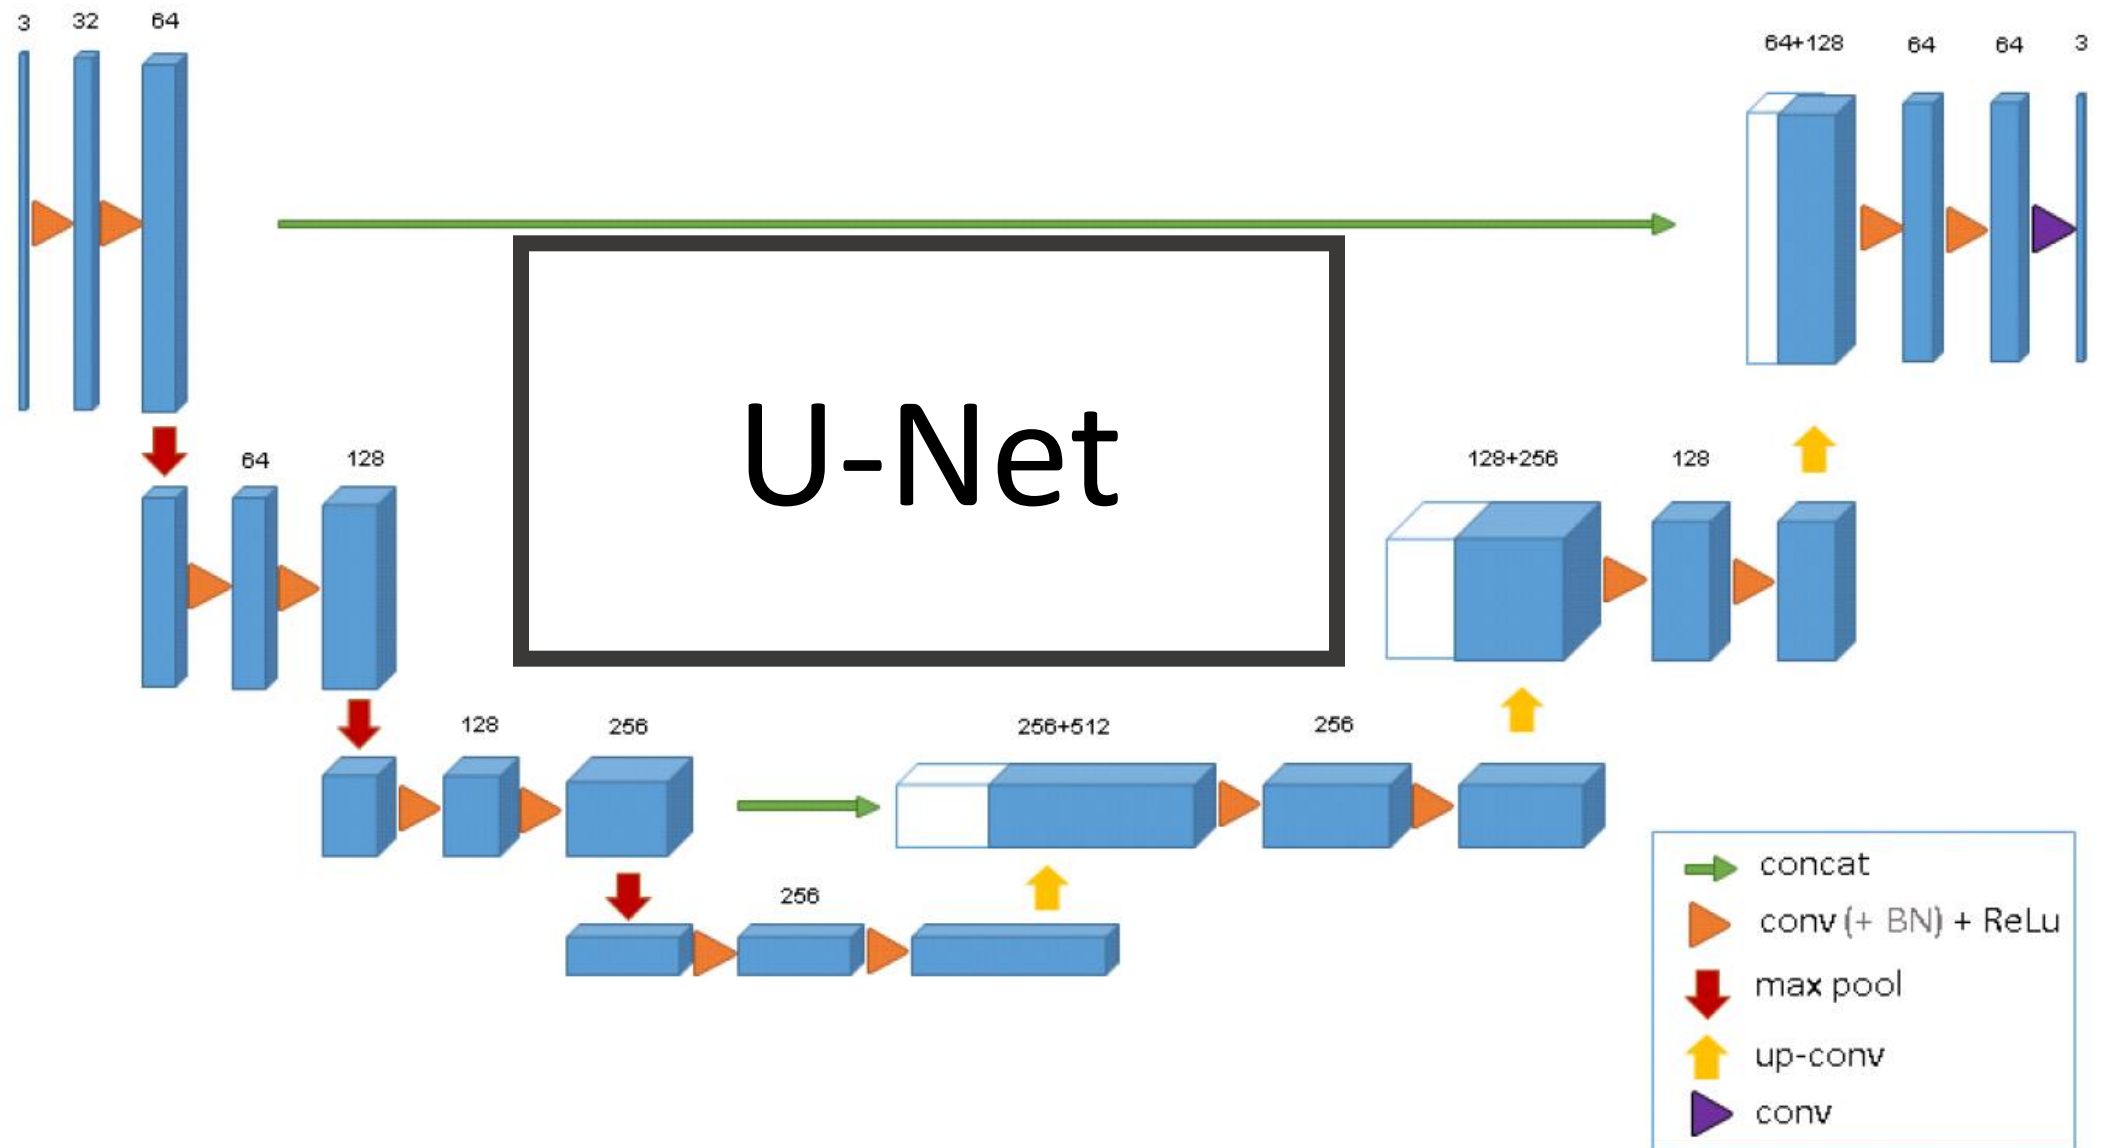 3 32 64
64+128 64 64 3
U-Net
64 128
128+256 128
128 256
256+512 256
256
concat
conv (+ BN) + ReLu
max pool
up-conv
conv